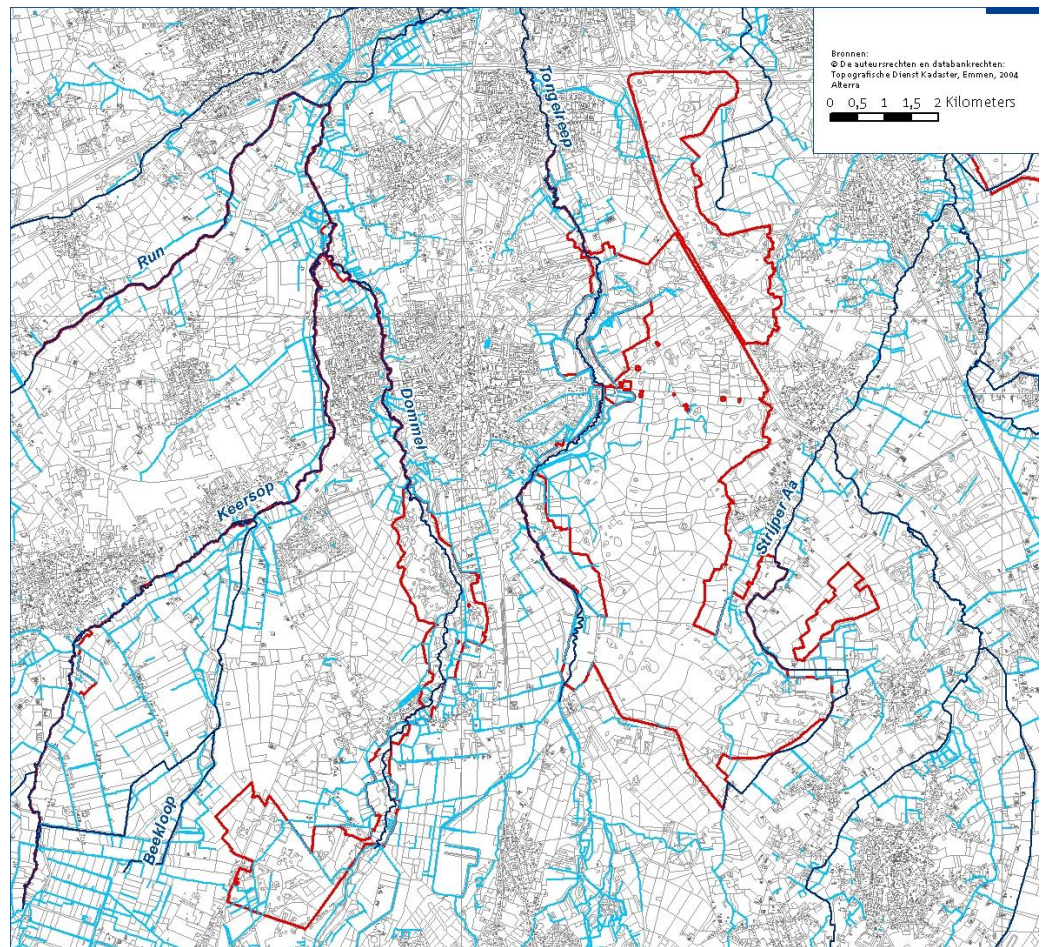 Bronnen:
© De auteursrechten en databankrechten:
Topografische Dienst Kadaster, Emmen, 2004
Alterra
0 0,5 1 1,5 2 Kilometers
Tongelreep
Run
Dommel
Keersop
Strijper Aa
Beekloop